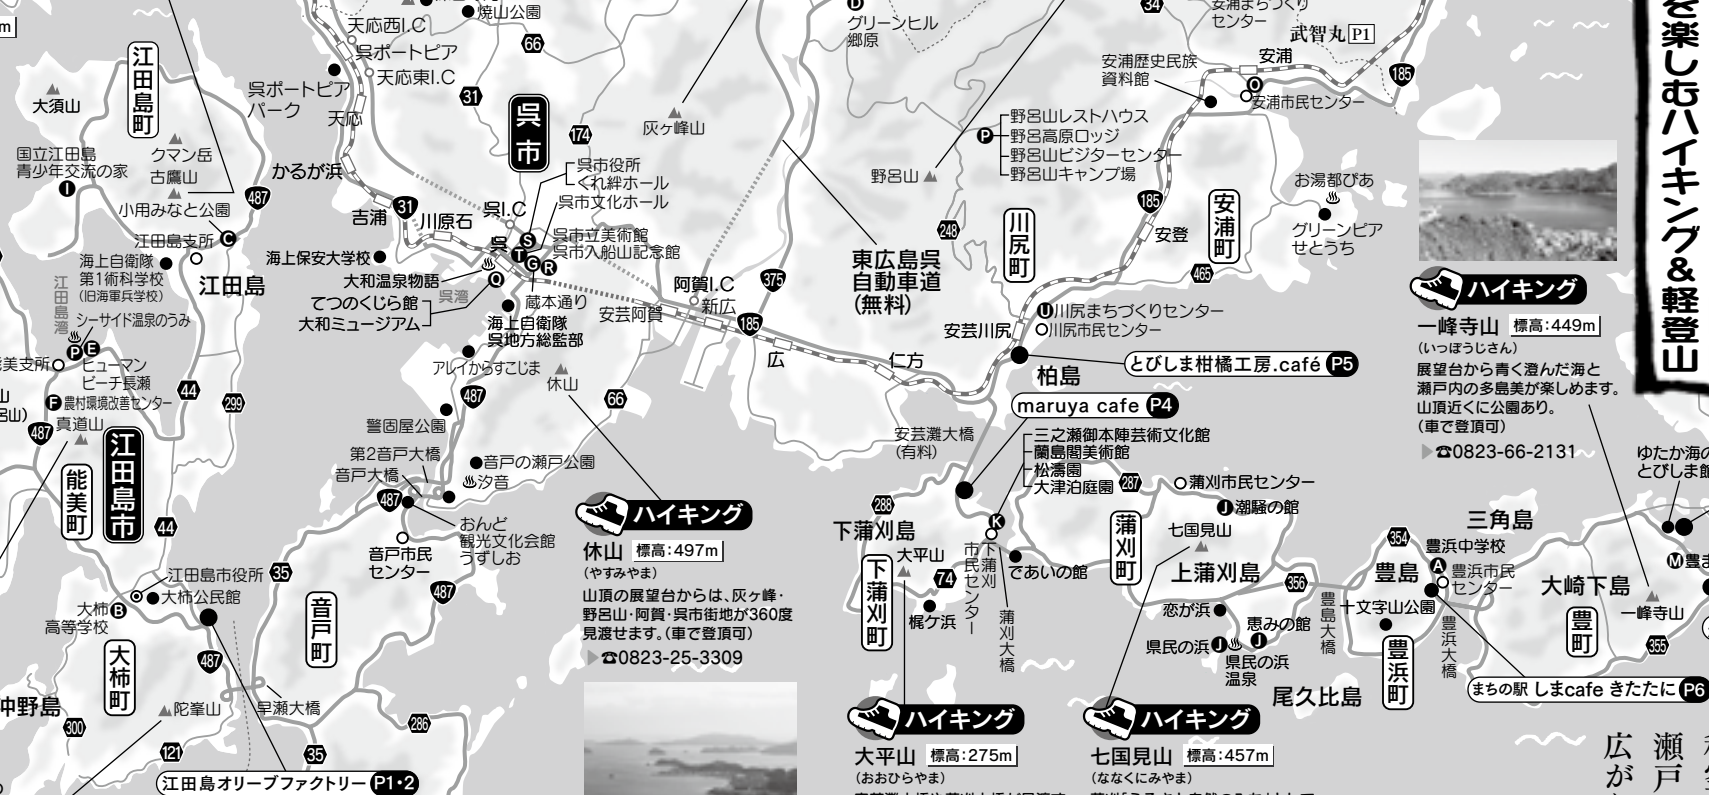 を楽しむハイキング&軽登山
焼山公園
天応西I.C
呉ポートピア
天応東I.C
呉ポートピア
パーク
天応
66
31
174
呉市
灰ヶ峰山
江田島町
大須山
国立江田島
青少年交流の家
I
クマン岳
古鷹山
487
小用みなと公園
江田島支所
C
海上自衛隊
第1術科学校
(旧海軍兵学校)
江田島
江田島湾
シーサイド温泉のうみ
P E
ヒューマン
ビーチ長瀬
F 農村環境改善センター
真道山
487
44
299
江田島市
能美町
44
かるが浜
吉浦
31
川原石
呉I.C
呉
呉市役所
くれ絆ホール
呉市文化ホール
呉市立美術館
呉市入船山記念館
S
T G R
Q
海上保安大学校
大和温泉物語
てつのくじら館
大和ミュージアム
呉湾
蔵本通り
海上自衛隊
呉地方総監部
アレイからすこじま
休山
487
66
警固屋公園
第2音戸大橋
音戸大橋
音戸の瀬戸公園
汐音
487
おんど
観光文化会館
うずしお
音戸市民
センター
35
487
音戸町
江田島市役所
大柿公民館
大柿
高等学校
B
大柿町
487
陀峯山
早瀬大橋
沖野島
300
121
35
286
江田島オリーブファクトリー P1・2
D
グリーンヒル
郷原
34
安浦まちづくり
センター
武智丸 P1
安浦歴史民族
資料館
安浦
O
安浦市民センター
185
P
野呂山レストハウス
野呂高原ロッジ
野呂山ビジターセンター
野呂山キャンプ場
野呂山
185
安登
安浦町
お湯都ぴあ
グリーンピア
せとうち
465
248
川尻町
東広島呉
自動車道
(無料)
375
阿賀I.C
新広
安芸阿賀
185
広
仁方
安芸川尻
U 川尻まちづくりセンター
川尻市民センター
とびしま柑橘工房.café P5
柏島
maruya cafe P4
安芸灘大橋
(有料)
三之瀬御本陣芸術文化館
蘭島閣美術館
松濤園
大津泊庭園
287
288
下蒲刈島
大平山
下蒲刈町
74
梶ケ浜
K
下蒲刈
市民センター
であいの館
蒲刈大橋
蒲刈町
蒲刈市民センター
J 潮騒の館
七国見山
上蒲刈島
恋が浜
恵みの館
J
県民の浜 J
県民の浜
温泉
356
豊島大橋
尾久比島
354
豊浜中学校
豊島
A
豊浜市民
センター
十文字山公園
豊浜大橋
豊浜町
三角島
大崎下島
豊町
一峰寺山
355
ゆたか海の
とびしま館
M
まちの駅 しまcafe きたたに P6
ハイキング
一峰寺山 標高:449m
(いっぽうじさん)
展望台から青く澄んだ海と
瀬戸内の多島美が楽しめます。
山頂近くに公園あり。
(車で登頂可)
☎0823-66-2131
ハイキング
休山 標高:497m
(やすみやま)
山頂の展望台からは、灰ヶ峰・
野呂山・阿賀・呉市街地が360度
見渡せます。(車で登頂可)
☎0823-25-3309
ハイキング
大平山 標高:275m
(おおひらやま)
ハイキング
七国見山 標高:457m
(ななくにみやま)
瀬戸
広が